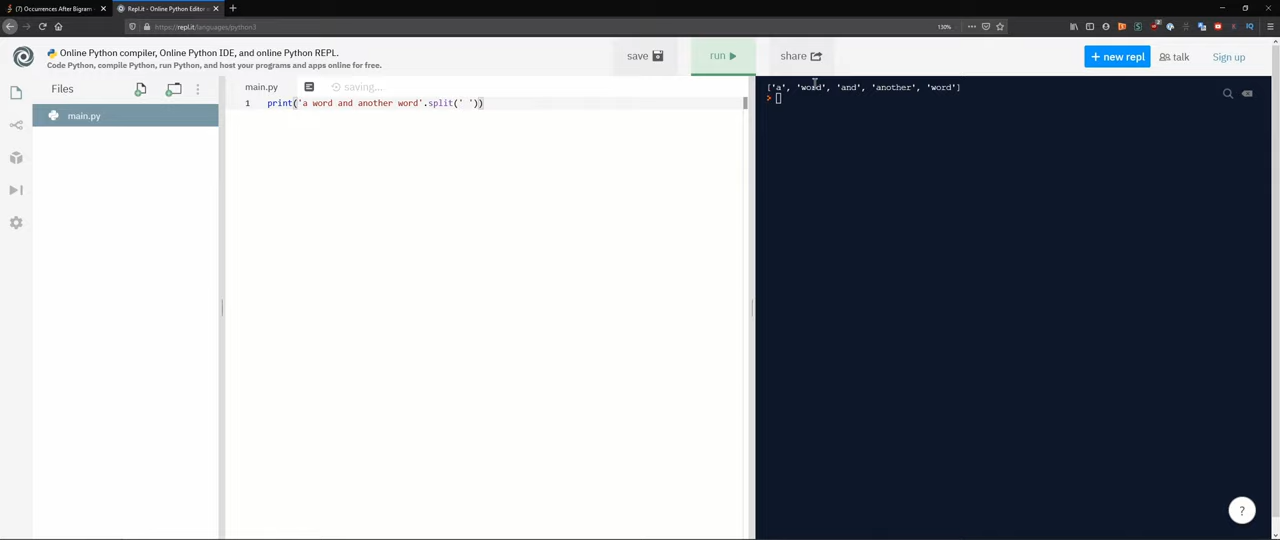 (7) Occurrences After Bigram
Repl.it - Online Python Editor
https://repl.it/languages/python3
130%
Online Python compiler, Online Python IDE, and online Python REPL.
Code Python, compile Python, run Python, and host your programs and apps online for free.
save
run
share
+ new repl
talk
Sign up
Files
main.py
saving...
['a', 'word', 'and', 'another', 'word']
>
1 print('a word and another word'.split(' '))
main.py
?